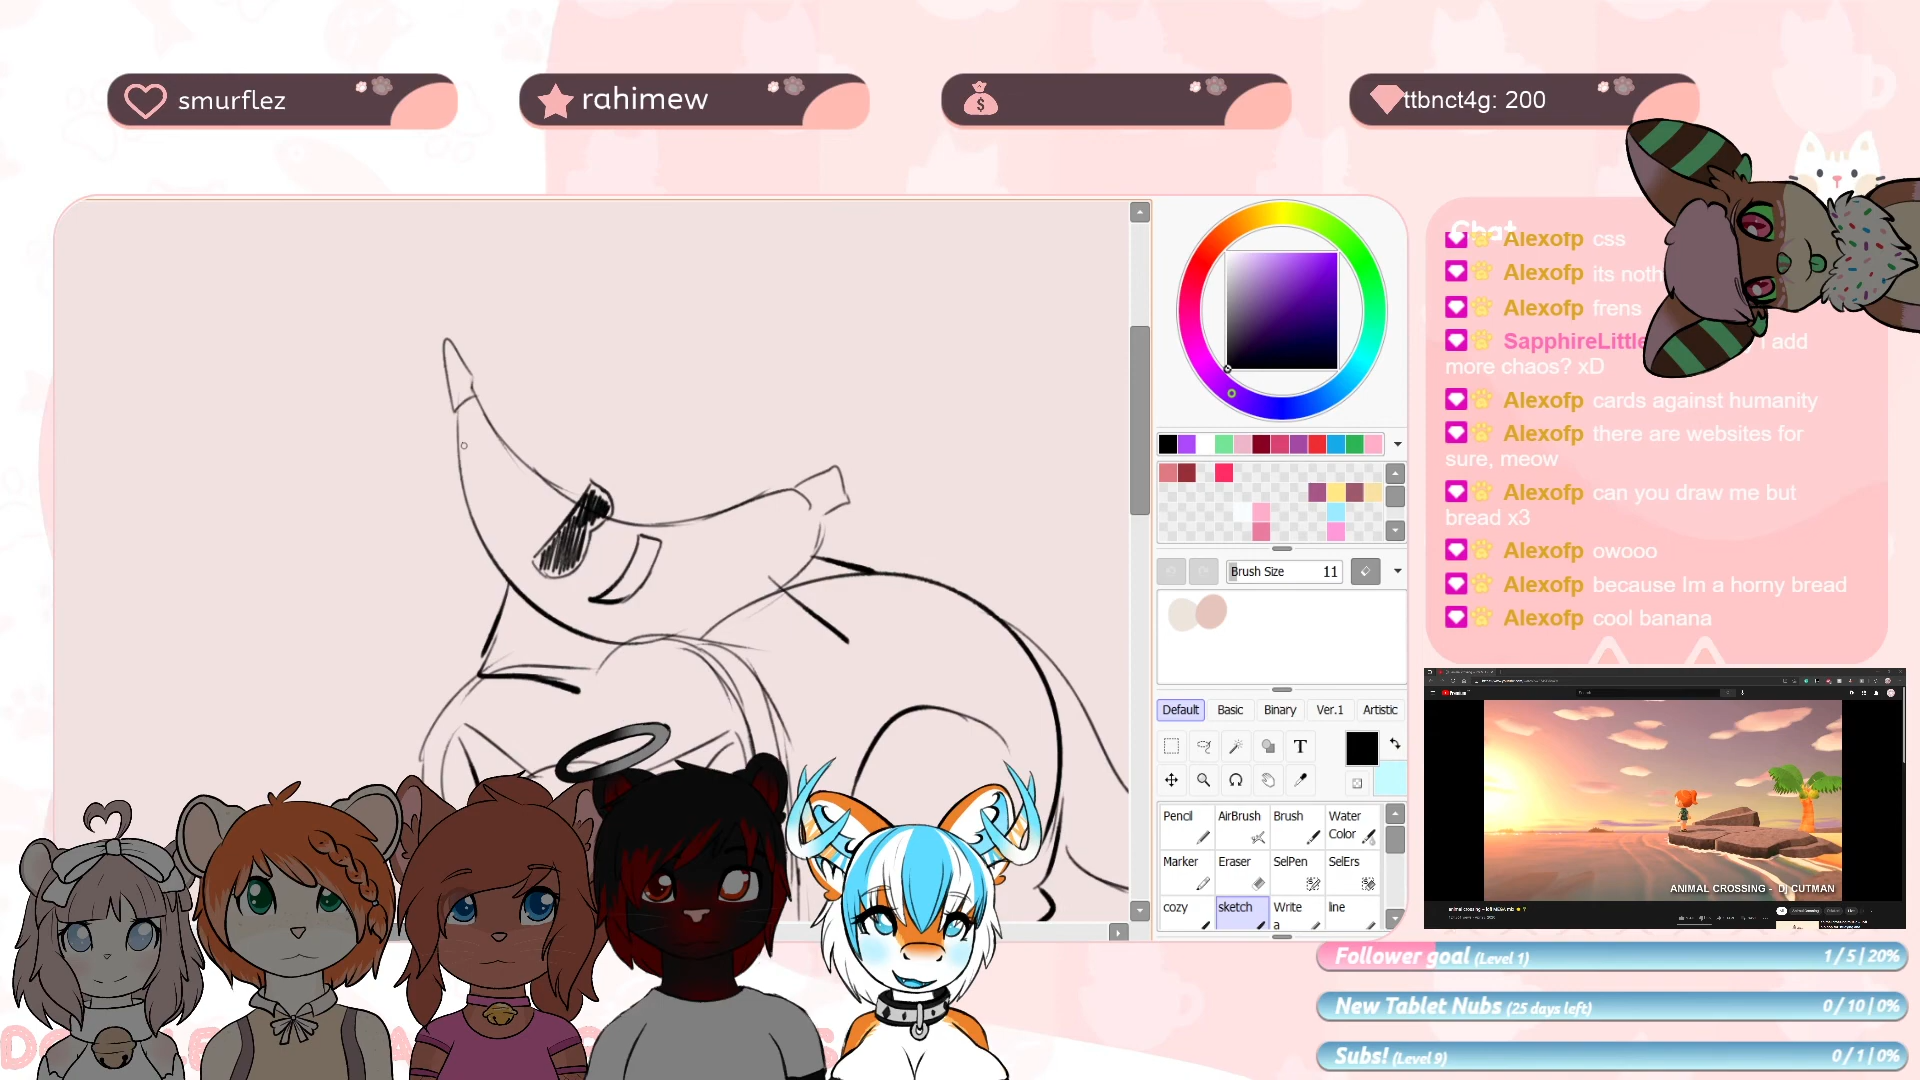 smurflez
rahimew
ttbnct4g: 200
Chat
Alexofp css
Alexofp its noth
Alexofp frens
SapphireLittle I add
more chaos? xD
Alexofp cards against humanity
Alexofp there are websites for
sure, meow
Alexofp can you draw me but
bread x3
Alexofp owooo
Alexofp because Im a horny bread
Alexofp cool banana
Brush Size 11
Default Basic Binary Ver.1 Artistic
T
Pencil AirBrush Brush Water
Color
Marker Eraser SelPen SelErs
cozy sketch Write line
a
ANIMAL CROSSING - Dj CUTMAN
Follower goal (Level 1) 1 / 5 | 20%
New Tablet Nubs (25 days left) 0 / 10 | 0%
Subs! (Level 9) 0 / 1 | 0%